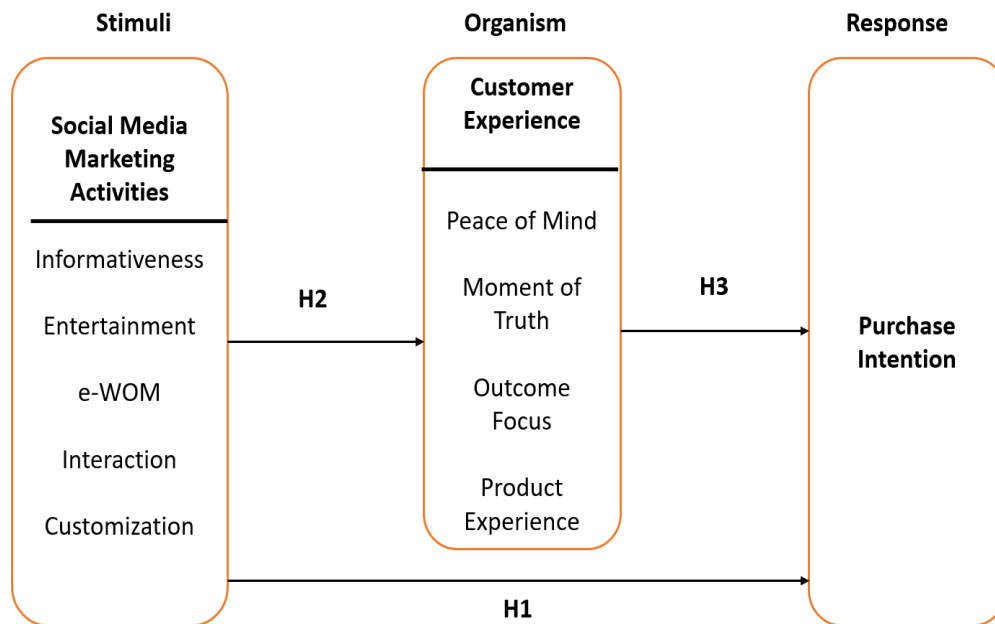 Stimuli
Organism
Response
Social Media
Marketing
Activities
Informativeness
Entertainment
e-WOM
Interaction
Customization
H2
Customer
Experience
Peace of Mind
Moment of
Truth
Outcome
Focus
Product
Experience
H3
Purchase
Intention
H1